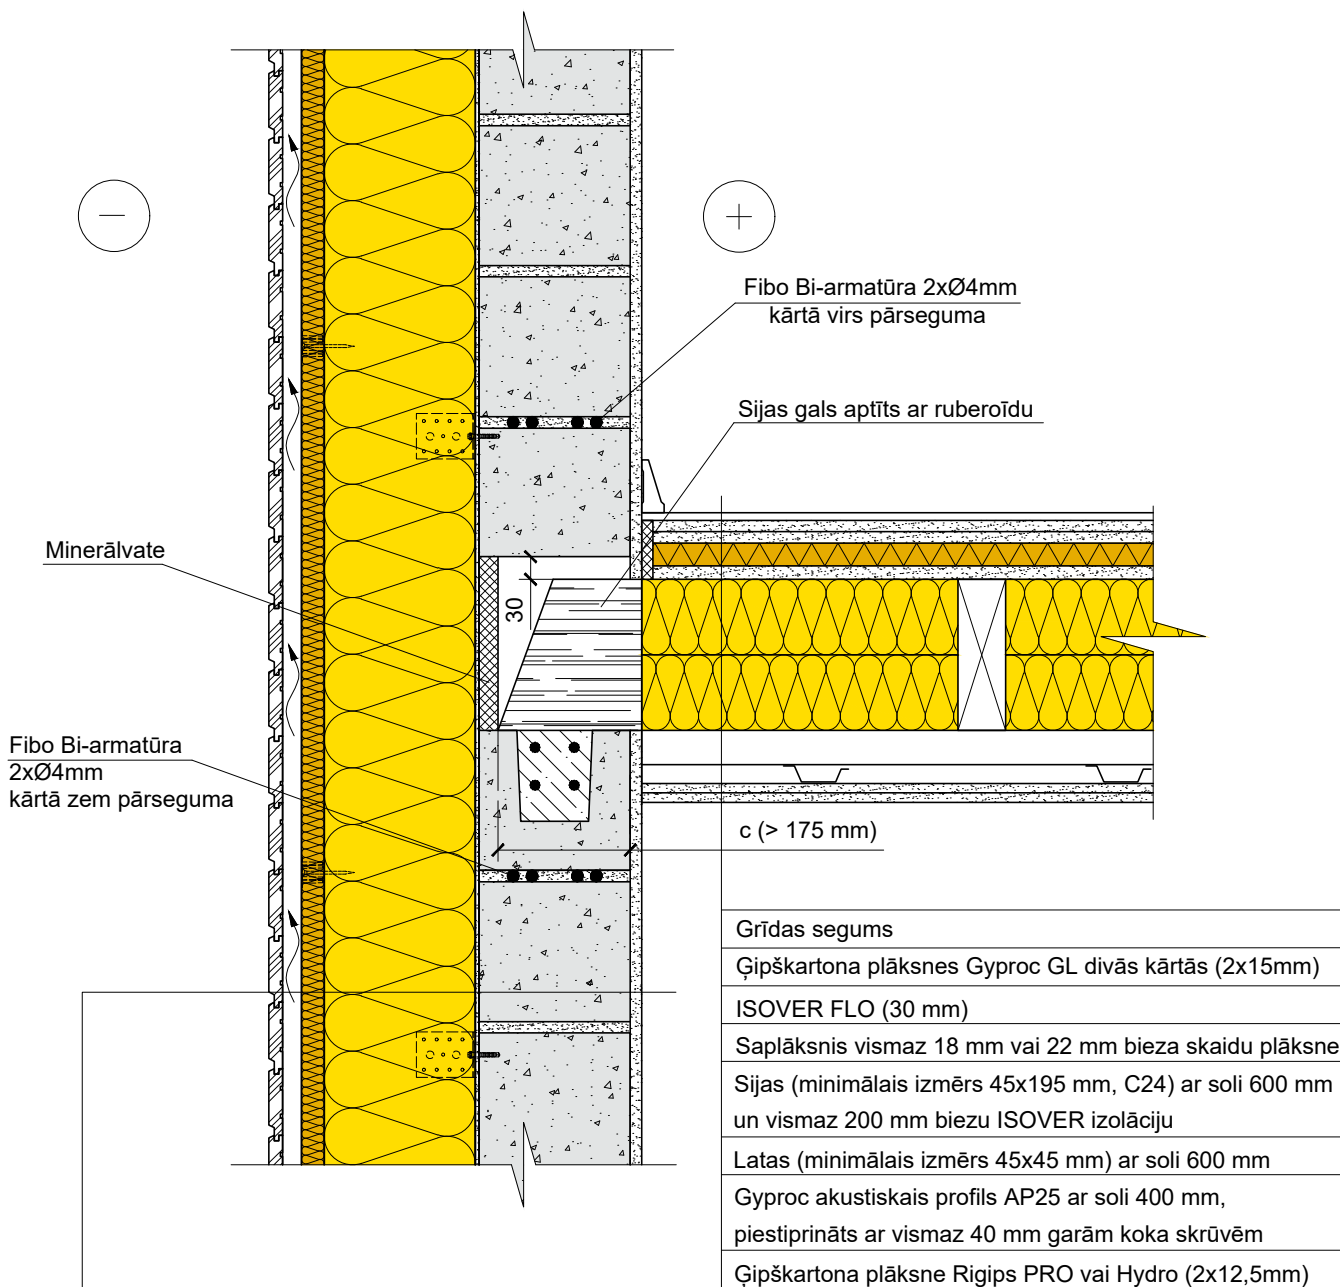 Fibo Bi-armatūra 2xØ4mm
kārtā virs pārseguma
Sijas gals aptīts ar ruberoīdu
Minerālvate
30
Fibo Bi-armatūra
2xØ4mm
kārtā zem pārseguma
c (> 175 mm)
Grīdas segums
Ģipškartona plāksnes Gyproc GL divās kārtās (2x15mm)
ISOVER FLO (30 mm)
Saplāksnis vismaz 18 mm vai 22 mm bieza skaidu plāksne
Sijas (minimālais izmērs 45x195 mm, C24) ar soli 600 mm
un vismaz 200 mm biezu ISOVER izolāciju
Latas (minimālais izmērs 45x45 mm) ar soli 600 mm
Gyproc akustiskais profils AP25 ar soli 400 mm,
piestiprināts ar vismaz 40 mm garām koka skrūvēm
Ģipškartona plāksne Rigips PRO vai Hydro (2x12,5mm)